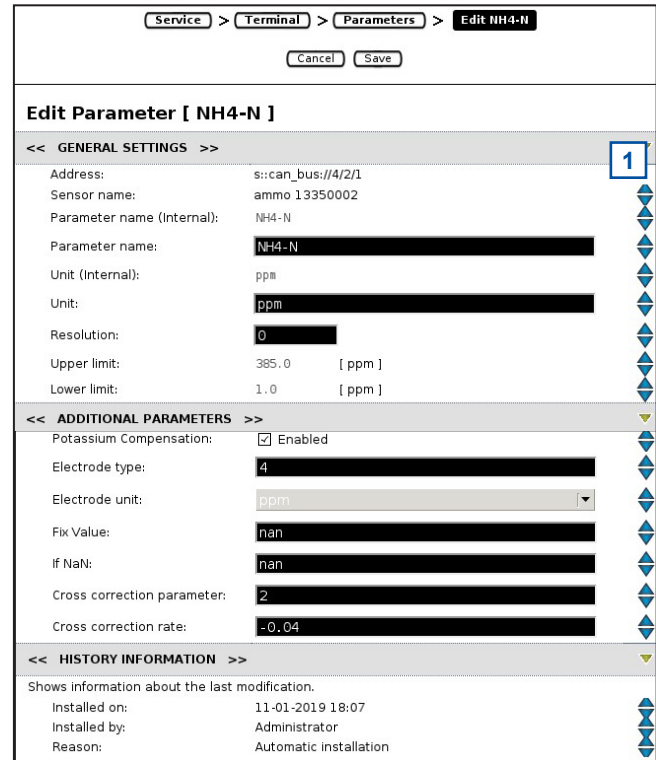 Service > Terminal > Parameters > Edit NH4-N
Cancel Save
Edit Parameter [ NH4-N ]
<< GENERAL SETTINGS >>
1
Address: s::can_bus://4/2/1
Sensor name: ammo 13350002
Parameter name (Internal): NH4-N
Parameter name: NH4-N
Unit (Internal): ppm
Unit: ppm
Resolution: 0
Upper limit: 385.0 [ ppm ]
Lower limit: 1.0 [ ppm ]
<< ADDITIONAL PARAMETERS >>
Potassium Compensation: Enabled
Electrode type: 4
Electrode unit: ppm
Fix Value: nan
If NaN: nan
Cross correction parameter: 2
Cross correction rate: -0.04
<< HISTORY INFORMATION >>
Shows information about the last modification.
Installed on: 11-01-2019 18:07
Installed by: Administrator
Reason: Automatic installation